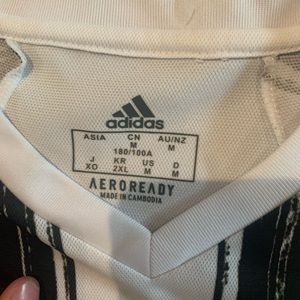 adidas
ASIA CN AU/NZ
M M
180/100A
J KR US D
XO 2XL M M
AEROREADY
MADE IN CAMBODIA